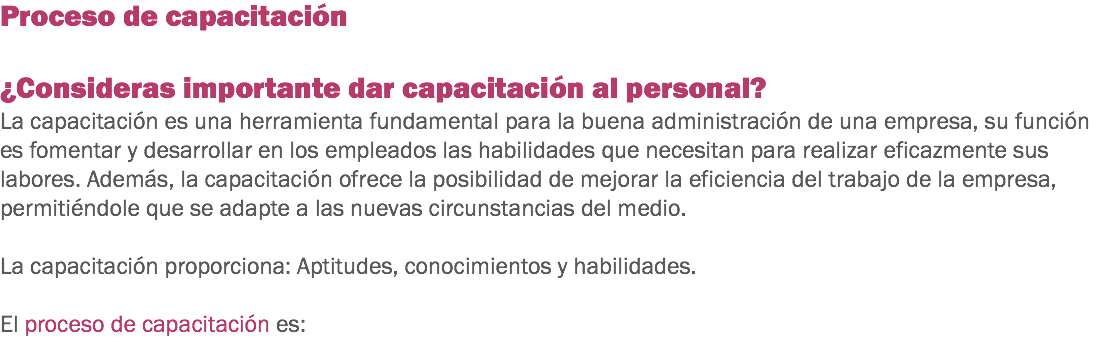 Proceso de capacitación
¿Consideras importante dar capacitación al personal?
La capacitación es una herramienta fundamental para la buena administración de una empresa, su función
es fomentar y desarrollar en los empleados las habilidades que necesitan para realizar eficazmente sus
labores. Además, la capacitación ofrece la posibilidad de mejorar la eficiencia del trabajo de la empresa,
permitiéndole que se adapte a las nuevas circunstancias del medio.
La capacitación proporciona: Aptitudes, conocimientos y habilidades.
El proceso de capacitación es: